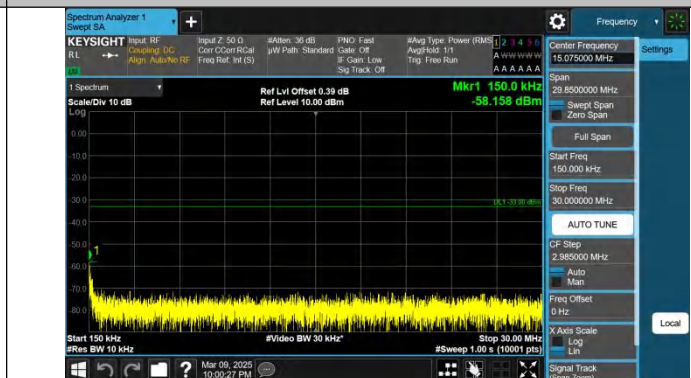 Spectrum Analyzer 1
Swept SA
Frequency
KEYSIGHT
RL
Input: RF
Coupling: DC
Align: Auto/No RF
Input Z: 50 Ω
Corr CCorr RCal
Freq Ref: Int (S)
#Atten: 36 dB
µW Path: Standard
PNO: Fast
Gate: Off
IF Gain: Low
Sig Track: Off
#Avg Type: Power (RMS)
Avg|Hold: 1/1
Trig: Free Run
1 2 3 4 5 6
A W W W W W
A A A A A A
1 Spectrum
Scale/Div 10 dB
Ref Lvl Offset 0.39 dB
Ref Level 10.00 dBm
Mkr1 150.0 kHz
-58.158 dBm
Log
0.00
-10.0
-20.0
-30.0
-40.0
-50.0
-60.0
-70.0
-80.0
1
Start 150 kHz
#Res BW 10 kHz
#Video BW 30 kHz*
Stop 30.00 MHz
#Sweep 1.00 s (10001 pts)
Mar 09, 2025
10:00:27 PM
Center Frequency
15.075000 MHz
Settings
Span
29.8500000 MHz
Swept Span
Zero Span
Full Span
Start Freq
150.000 kHz
Stop Freq
30.000000 MHz
AUTO TUNE
CF Step
2.985000 MHz
Auto
Man
Freq Offset
0 Hz
X Axis Scale
Log
Lin
Local
Signal Track
(Span Zoom)